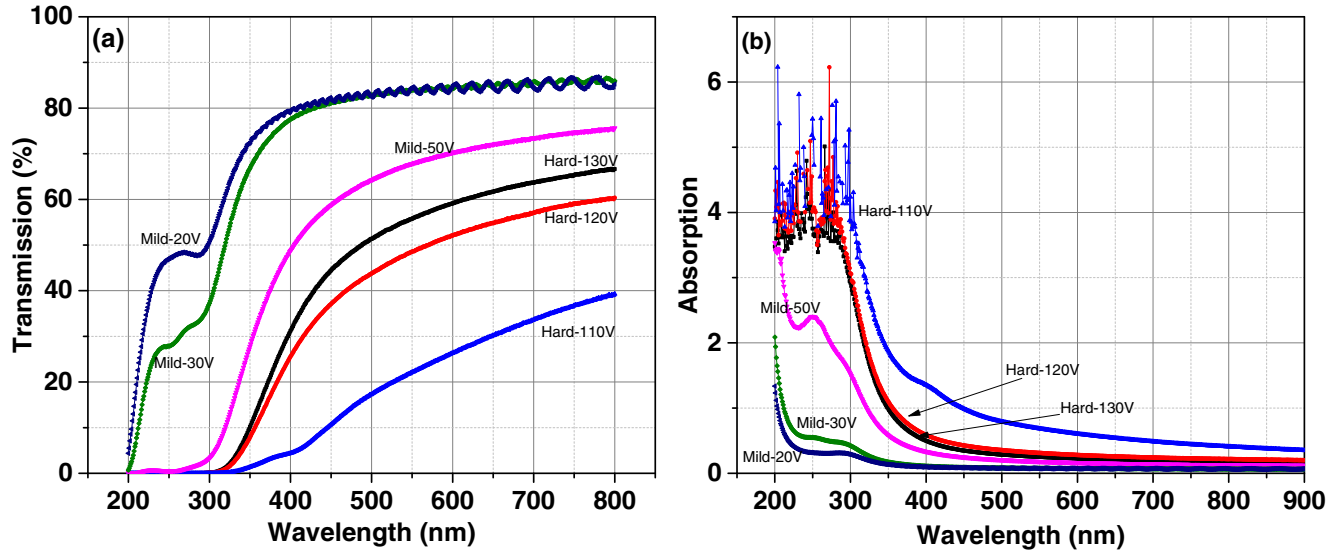 (a)
Transmission (%)
100
80
60
40
20
0
Mild-50V
Hard-130V
Hard-120V
Mild-20V
Hard-110V
Mild-30V
200 300 400 500 600 700 800
Wavelength (nm)
(b)
Absorption
6
4
2
0
Hard-110V
Mild-50V
Hard-120V
Hard-130V
Mild-30V
Mild-20V
200 300 400 500 600 700 800 900
Wavelength (nm)